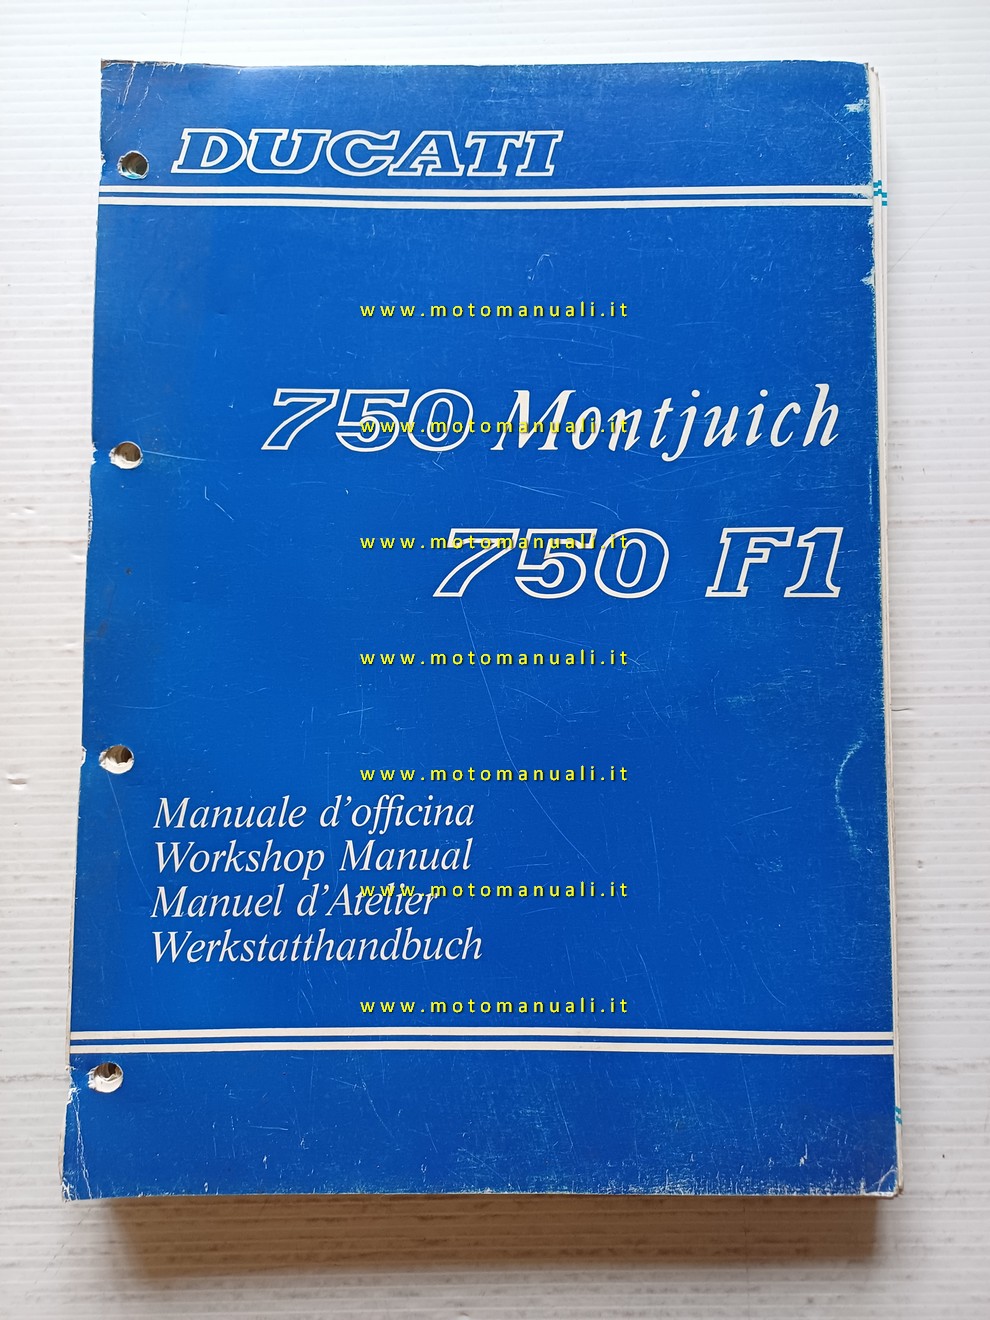 DUCATI
www.motomanuali.it
750 Montjuich
www.motomanuali.it
750 F1
www.motomanuali.it
www.motomanuali.it
www.motomanuali.it
Manuale d'officina
Workshop Manual
Manuel d'Atelier
www.motomanuali.it
Werkstatthandbuch
www.motomanuali.it